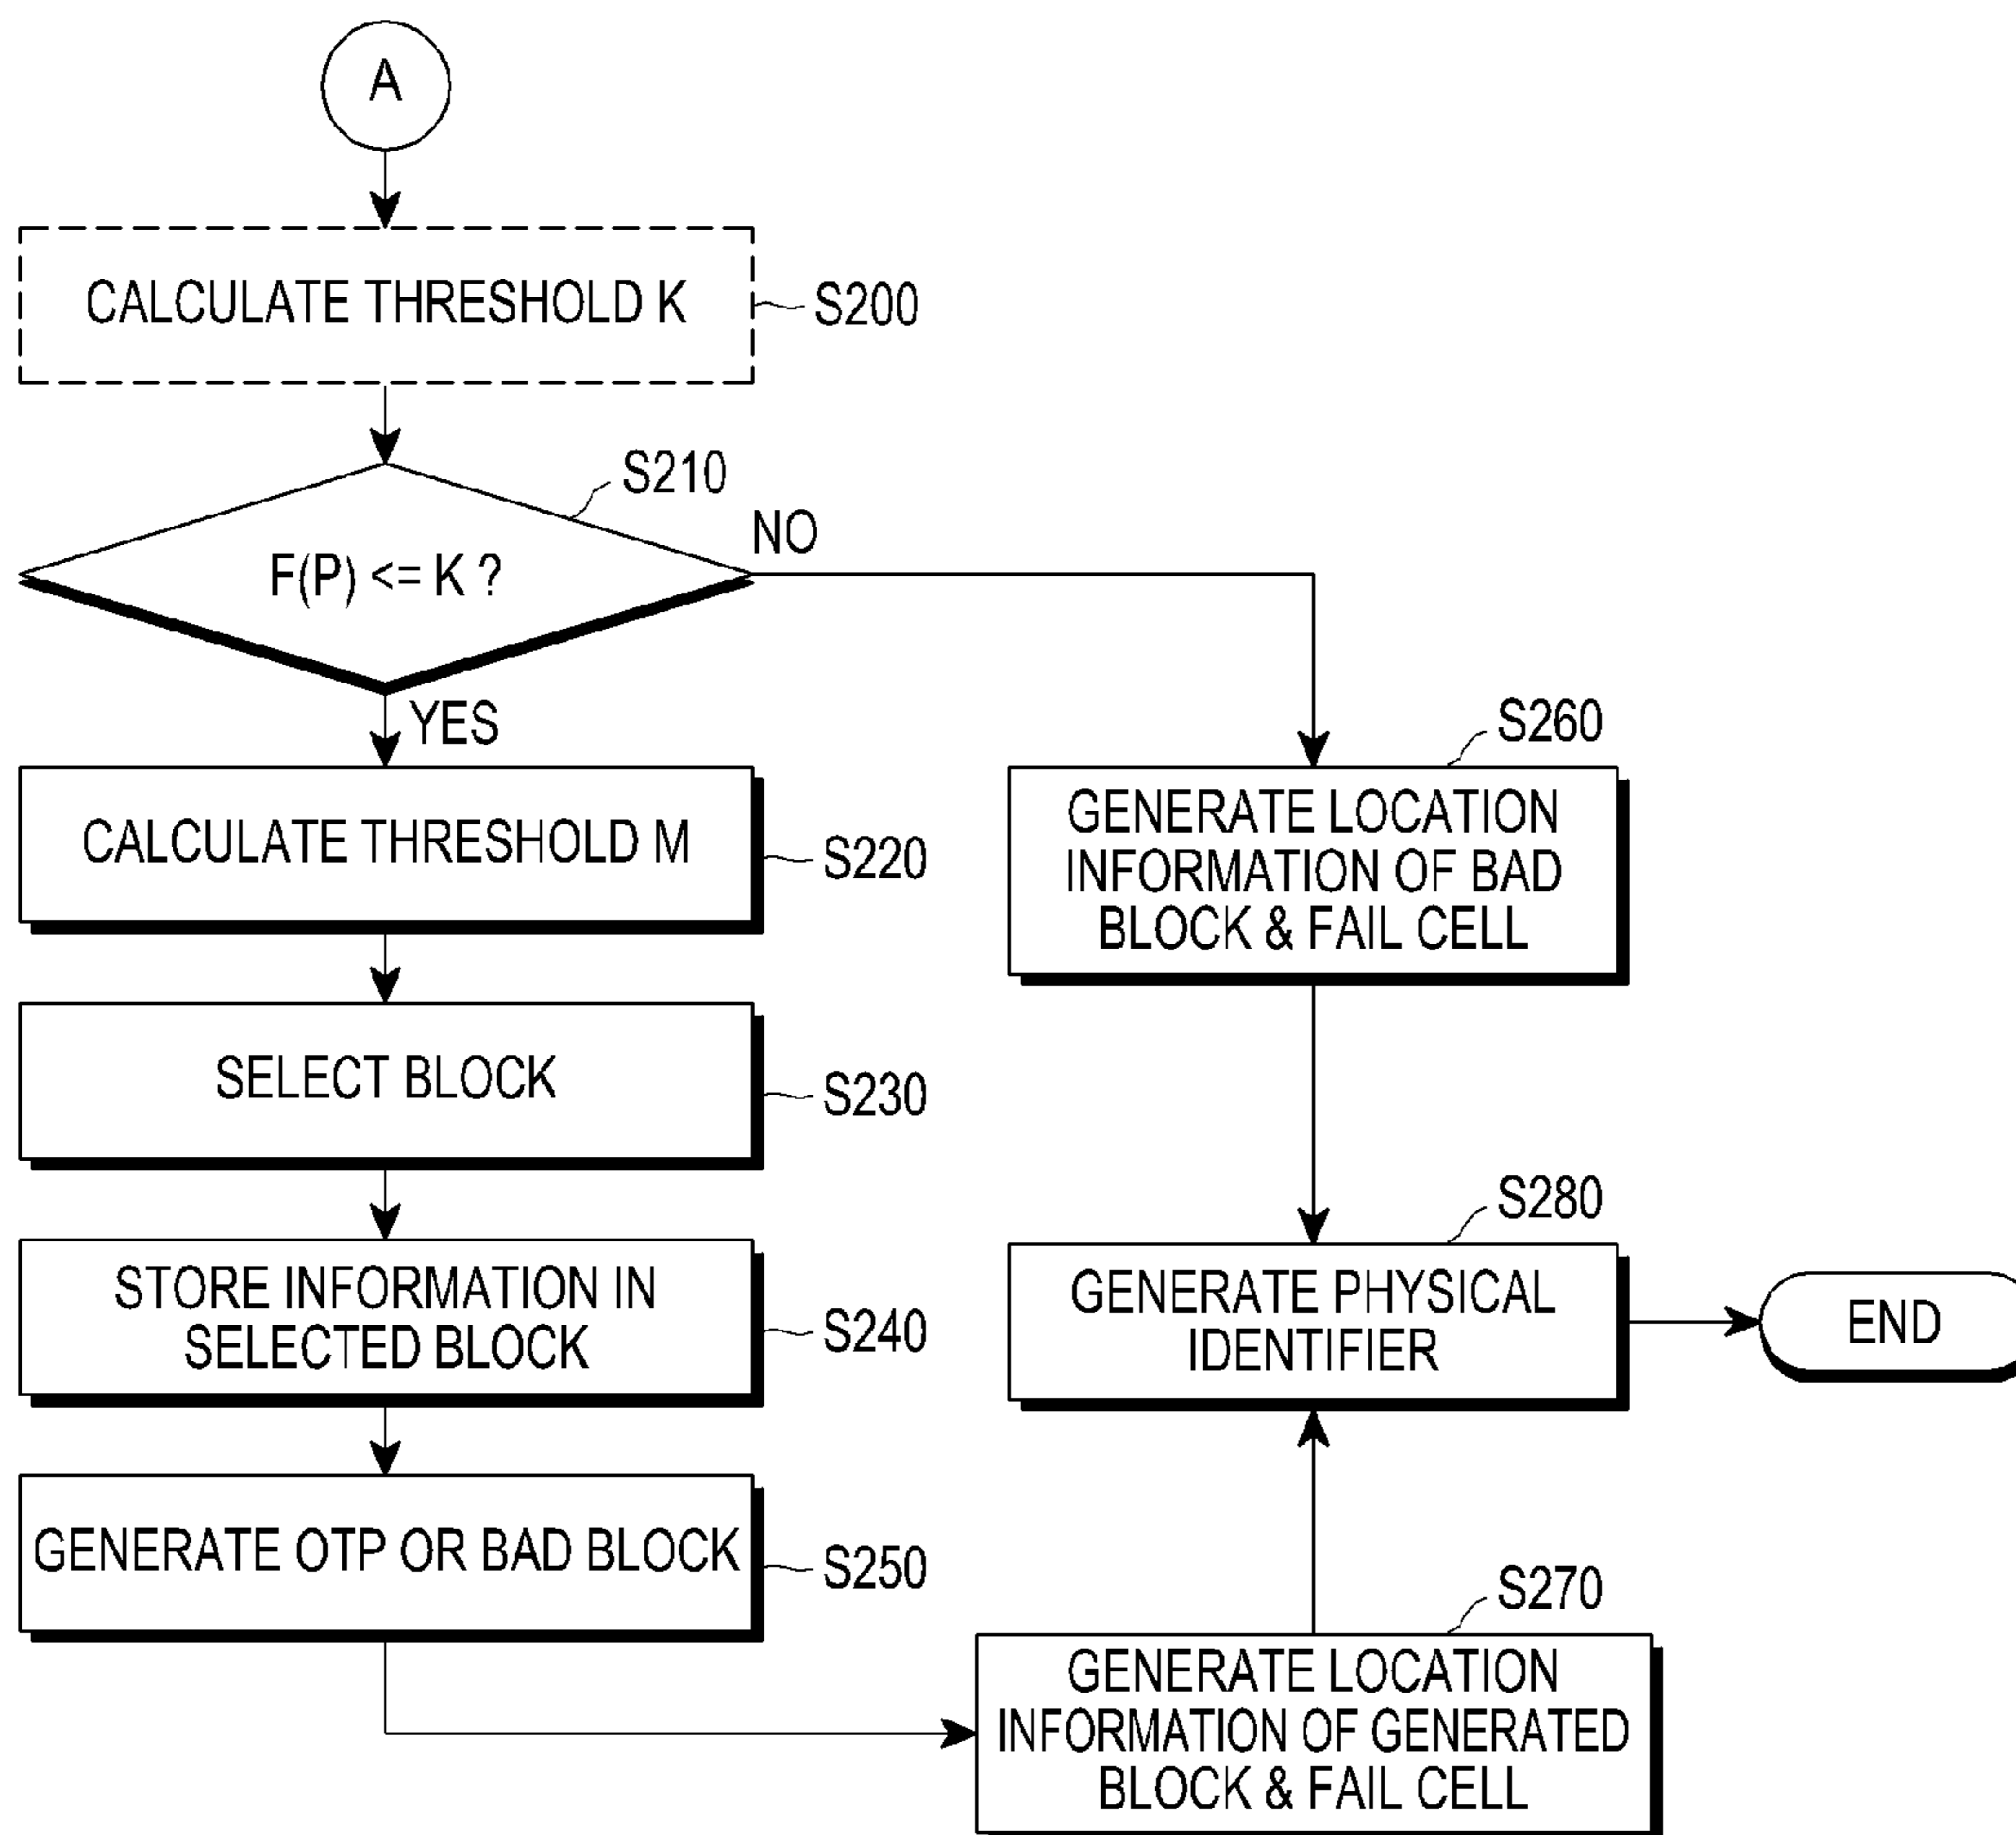 A
CALCULATE THRESHOLD K
S200
S210
F(P) <= K ?
NO
YES
CALCULATE THRESHOLD M
S220
SELECT BLOCK
S230
STORE INFORMATION IN
SELECTED BLOCK
S240
GENERATE OTP OR BAD BLOCK
S250
S260
GENERATE LOCATION
INFORMATION OF BAD
BLOCK & FAIL CELL
S280
GENERATE PHYSICAL
IDENTIFIER
END
S270
GENERATE LOCATION
INFORMATION OF GENERATED
BLOCK & FAIL CELL